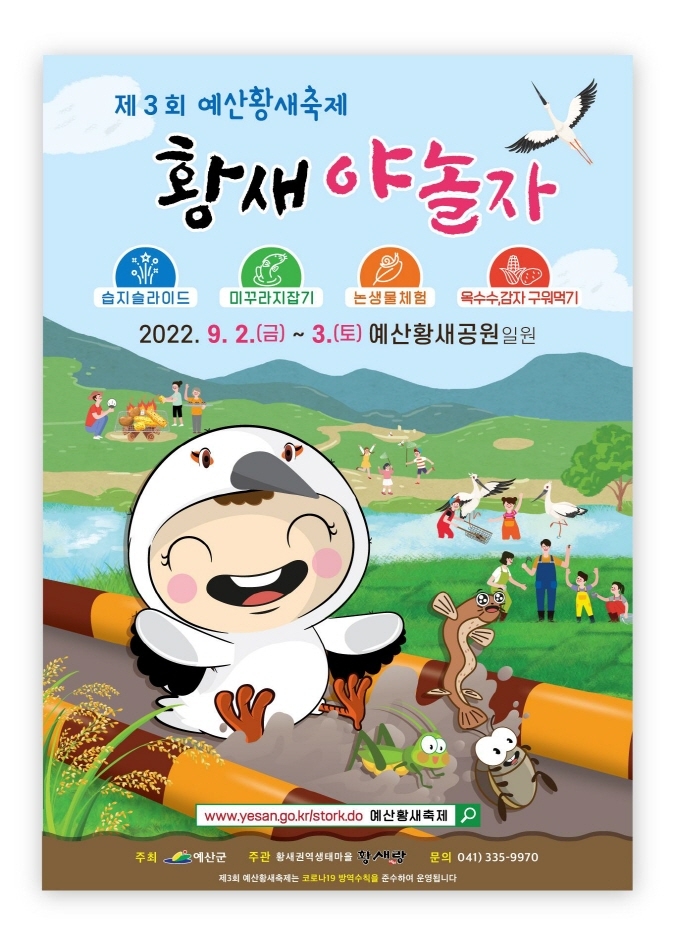 제3회 예산황새축제
황새 야놀자
습지슬라이드 미꾸라지잡기 논생물체험 옥수수,감자 구워먹기
2022. 9. 2.(금) ~ 3.(토) 예산황새공원일원
www.yesan.go.kr/stork.do 예산황새축제
주최 예산군 주관 황새권역생태마을 황새랑 문의 041) 335-9970
제3회 예산황새축제는 코로나19 방역수칙을 준수하여 운영됩니다